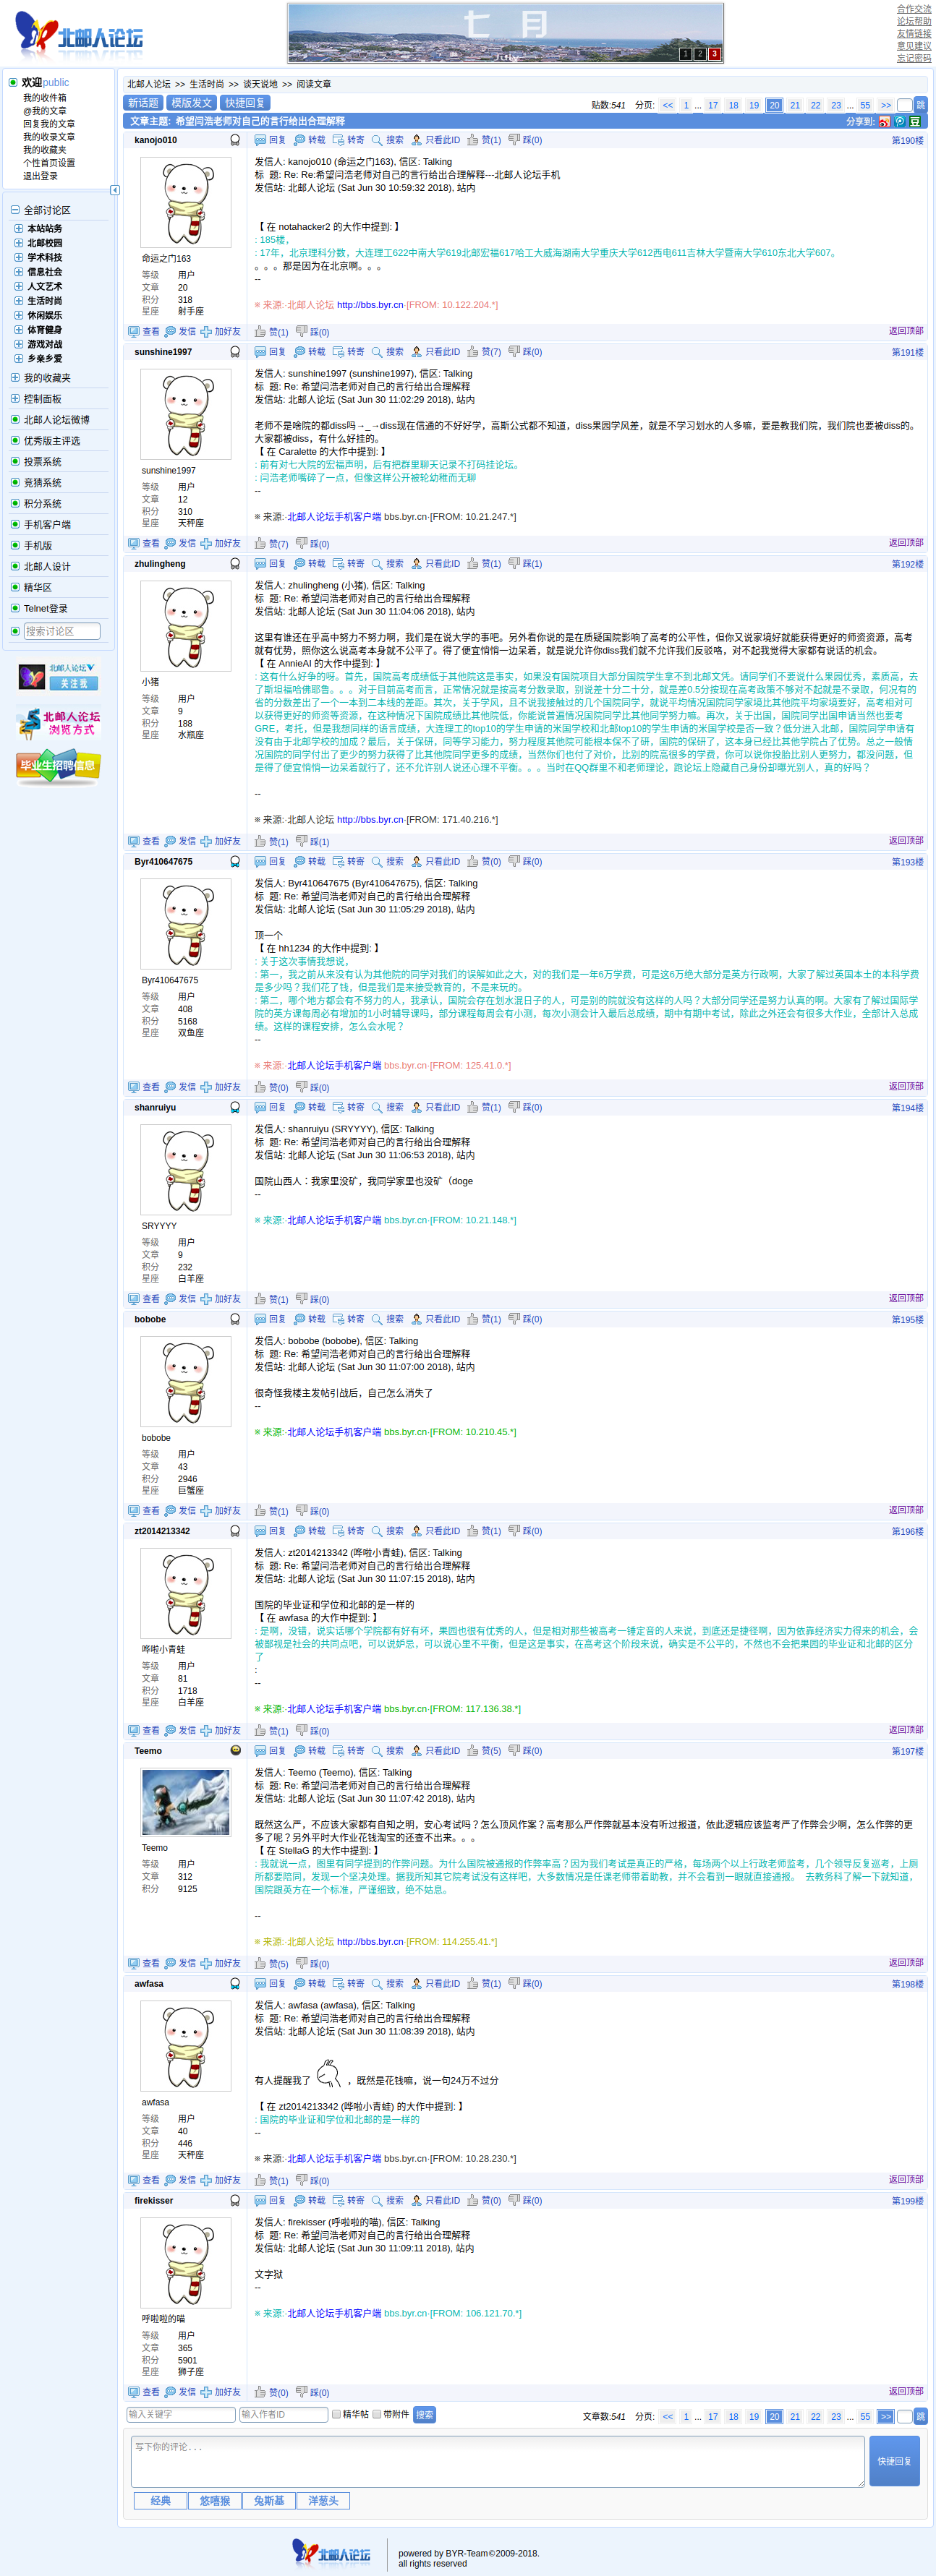 北邮人论坛
七 月
July
1 2 3
合作交流
论坛帮助
友情链接
意见建议
忘记密码
欢迎public
我的收件箱
@我的文章
回复我的文章
我的收录文章
我的收藏夹
个性首页设置
退出登录
全部讨论区
本站站务
北邮校园
学术科技
信息社会
人文艺术
生活时尚
休闲娱乐
体育健身
游戏对战
乡亲乡爱
我的收藏夹
控制面板
北邮人论坛微博
优秀版主评选
投票系统
竞猜系统
积分系统
手机客户端
手机版
北邮人设计
精华区
Telnet登录
搜索讨论区
北邮人论坛
关注我
北邮人论坛
浏览方式
毕业生招聘信息
北邮人论坛 >> 生活时尚 >> 谈天说地 >> 阅读文章
新话题 模版发文 快捷回复
贴数:541 分页: << 1 ... 17 18 19 20 21 22 23 ... 55 >> 跳
文章主题: 希望闫浩老师对自己的言行给出合理解释
分享到:
kanojo010
回复 转载 转寄 搜索 只看此ID 赞(1) 踩(0)
第190楼
命运之门163
等级 用户
文章 20
积分 318
星座 射手座
发信人: kanojo010 (命运之门163), 信区: Talking
标 题: Re: Re:希望闫浩老师对自己的言行给出合理解释---北邮人论坛手机
发信站: 北邮人论坛 (Sat Jun 30 10:59:32 2018), 站内
【 在 notahacker2 的大作中提到: 】
: 185楼，
: 17年，北京理科分数，大连理工622中南大学619北邮宏福617哈工大威海湖南大学重庆大学612西电611吉林大学暨南大学610东北大学607。
。。。那是因为在北京啊。。。
--
※ 来源:·北邮人论坛 http://bbs.byr.cn·[FROM: 10.122.204.*]
查看 发信 加好友 赞(1) 踩(0)
返回顶部
sunshine1997
回复 转载 转寄 搜索 只看此ID 赞(7) 踩(0)
第191楼
sunshine1997
等级 用户
文章 12
积分 310
星座 天秤座
发信人: sunshine1997 (sunshine1997), 信区: Talking
标 题: Re: 希望闫浩老师对自己的言行给出合理解释
发信站: 北邮人论坛 (Sat Jun 30 11:02:29 2018), 站内
老师不是啥院的都diss吗→_→diss现在信通的不好好学，高斯公式都不知道，diss果园学风差，就是不学习划水的人多嘛，要是教我们院，我们院也要被diss的。大家都被diss，有什么好挂的。
【 在 Caralette 的大作中提到: 】
: 前有对七大院的宏福声明，后有把群里聊天记录不打码挂论坛。
: 闫浩老师嘴碎了一点，但像这样公开被轮幼稚而无聊
--
※ 来源:·北邮人论坛手机客户端 bbs.byr.cn·[FROM: 10.21.247.*]
查看 发信 加好友 赞(7) 踩(0)
返回顶部
zhulingheng
回复 转载 转寄 搜索 只看此ID 赞(1) 踩(1)
第192楼
小猪
等级 用户
文章 9
积分 188
星座 水瓶座
发信人: zhulingheng (小猪), 信区: Talking
标 题: Re: 希望闫浩老师对自己的言行给出合理解释
发信站: 北邮人论坛 (Sat Jun 30 11:04:06 2018), 站内
这里有谁还在乎高中努力不努力啊，我们是在说大学的事吧。另外看你说的是在质疑国院影响了高考的公平性，但你又说家境好就能获得更好的师资资源，高考就有优势，照你这么说高考本身就不公平了。得了便宜悄悄一边呆着，就是说允许你diss我们就不允许我们反驳咯，对不起我觉得大家都有说话的机会。
【 在 AnnieAI 的大作中提到: 】
: 这有什么好争的呀。首先，国院高考成绩低于其他院这是事实，如果没有国院项目大部分国院学生拿不到北邮文凭。请同学们不要说什么果园优秀，素质高，去了斯坦福哈佛耶鲁。。。对于目前高考而言，正常情况就是按高考分数录取，别说差十分二十分，就是差0.5分按现在高考政策不够对不起就是不录取，何况有的省的分数差出了一个一本到二本线的差距。其次，关于学风，且不说我接触过的几个国院同学，就说平均情况国院同学家境比其他院平均家境要好，高考相对可以获得更好的师资等资源，在这种情况下国院成绩比其他院低，你能说普遍情况国院同学比其他同学努力嘛。再次，关于出国，国院同学出国申请当然也要考GRE，考托，但是我想同样的语言成绩，大连理工的top10的学生申请的米国学校和北邮top10的学生申请的米国学校是否一致？低分进入北邮，国院同学申请有没有由于北邮学校的加成？最后，关于保研，同等学习能力，努力程度其他院可能根本保不了研，国院的保研了，这本身已经比其他学院占了优势。总之一般情况国院的同学付出了更少的努力获得了比其他院同学更多的成绩，当然你们也付了对价，比别的院高很多的学费，你可以说你投胎比别人更努力，都没问题，但是得了便宜悄悄一边呆着就行了，还不允许别人说还心理不平衡。。。当时在QQ群里不和老师理论，跑论坛上隐藏自己身份却曝光别人，真的好吗？
--
※ 来源:·北邮人论坛 http://bbs.byr.cn·[FROM: 171.40.216.*]
查看 发信 加好友 赞(1) 踩(1)
返回顶部
Byr410647675
回复 转载 转寄 搜索 只看此ID 赞(0) 踩(0)
第193楼
Byr410647675
等级 用户
文章 408
积分 5168
星座 双鱼座
发信人: Byr410647675 (Byr410647675), 信区: Talking
标 题: Re: 希望闫浩老师对自己的言行给出合理解释
发信站: 北邮人论坛 (Sat Jun 30 11:05:29 2018), 站内
顶一个
【 在 hh1234 的大作中提到: 】
: 关于这次事情我想说，
: 第一，我之前从来没有认为其他院的同学对我们的误解如此之大，对的我们是一年6万学费，可是这6万绝大部分是英方行政啊，大家了解过英国本土的本科学费是多少吗？我们花了钱，但是我们是来接受教育的，不是来玩的。
: 第二，哪个地方都会有不努力的人，我承认，国院会存在划水混日子的人，可是别的院就没有这样的人吗？大部分同学还是努力认真的啊。大家有了解过国际学院的英方课每周必有增加的1小时辅导课吗，部分课程每周会有小测，每次小测会计入最后总成绩，期中有期中考试，除此之外还会有很多大作业，全部计入总成绩。这样的课程安排，怎么会水呢？
--
※ 来源:·北邮人论坛手机客户端 bbs.byr.cn·[FROM: 125.41.0.*]
查看 发信 加好友 赞(0) 踩(0)
返回顶部
shanruiyu
回复 转载 转寄 搜索 只看此ID 赞(1) 踩(0)
第194楼
SRYYYY
等级 用户
文章 9
积分 232
星座 白羊座
发信人: shanruiyu (SRYYYY), 信区: Talking
标 题: Re: 希望闫浩老师对自己的言行给出合理解释
发信站: 北邮人论坛 (Sat Jun 30 11:06:53 2018), 站内
国院山西人：我家里没矿，我同学家里也没矿（doge
--
※ 来源:·北邮人论坛手机客户端 bbs.byr.cn·[FROM: 10.21.148.*]
查看 发信 加好友 赞(1) 踩(0)
返回顶部
bobobe
回复 转载 转寄 搜索 只看此ID 赞(1) 踩(0)
第195楼
bobobe
等级 用户
文章 43
积分 2946
星座 巨蟹座
发信人: bobobe (bobobe), 信区: Talking
标 题: Re: 希望闫浩老师对自己的言行给出合理解释
发信站: 北邮人论坛 (Sat Jun 30 11:07:00 2018), 站内
很奇怪我楼主发帖引战后，自己怎么消失了
--
※ 来源:·北邮人论坛手机客户端 bbs.byr.cn·[FROM: 10.210.45.*]
查看 发信 加好友 赞(1) 踩(0)
返回顶部
zt2014213342
回复 转载 转寄 搜索 只看此ID 赞(1) 踩(0)
第196楼
哗啦小青蛙
等级 用户
文章 81
积分 1718
星座 白羊座
发信人: zt2014213342 (哗啦小青蛙), 信区: Talking
标 题: Re: 希望闫浩老师对自己的言行给出合理解释
发信站: 北邮人论坛 (Sat Jun 30 11:07:15 2018), 站内
国院的毕业证和学位和北邮的是一样的
【 在 awfasa 的大作中提到: 】
: 是啊，没错，说实话哪个学院都有好有坏，果园也很有优秀的人，但是相对那些被高考一锤定音的人来说，到底还是捷径啊，因为依靠经济实力得来的机会，会被鄙视是社会的共同点吧，可以说妒忌，可以说心里不平衡，但是这是事实，在高考这个阶段来说，确实是不公平的，不然也不会把果园的毕业证和北邮的区分了
:
--
※ 来源:·北邮人论坛手机客户端 bbs.byr.cn·[FROM: 117.136.38.*]
查看 发信 加好友 赞(1) 踩(0)
返回顶部
Teemo
回复 转载 转寄 搜索 只看此ID 赞(5) 踩(0)
第197楼
Teemo
等级 用户
文章 312
积分 9125
发信人: Teemo (Teemo), 信区: Talking
标 题: Re: 希望闫浩老师对自己的言行给出合理解释
发信站: 北邮人论坛 (Sat Jun 30 11:07:42 2018), 站内
既然这么严，不应该大家都有自知之明，安心考试吗？怎么顶风作案？高考那么严作弊就基本没有听过报道，依此逻辑应该监考严了作弊会少啊，怎么作弊的更多了呢？另外平时大作业花钱淘宝的还查不出来。。。
【 在 StellaG 的大作中提到: 】
: 我就说一点，图里有同学提到的作弊问题。为什么国院被通报的作弊率高？因为我们考试是真正的严格，每场两个以上行政老师监考，几个领导反复巡考，上厕所都要陪同，发现一个坚决处理。据我所知其它院考试没有这样吧，大多数情况是任课老师带着助教，并不会看到一眼就直接通报。 去教务科了解一下就知道，国院跟英方在一个标准，严谨细致，绝不姑息。
--
※ 来源:·北邮人论坛 http://bbs.byr.cn·[FROM: 114.255.41.*]
查看 发信 加好友 赞(5) 踩(0)
返回顶部
awfasa
回复 转载 转寄 搜索 只看此ID 赞(1) 踩(0)
第198楼
awfasa
等级 用户
文章 40
积分 446
星座 天秤座
发信人: awfasa (awfasa), 信区: Talking
标 题: Re: 希望闫浩老师对自己的言行给出合理解释
发信站: 北邮人论坛 (Sat Jun 30 11:08:39 2018), 站内
有人提醒我了 ，既然是花钱嘛，说一句24万不过分
【 在 zt2014213342 (哗啦小青蛙) 的大作中提到: 】
: 国院的毕业证和学位和北邮的是一样的
--
※ 来源:·北邮人论坛手机客户端 bbs.byr.cn·[FROM: 10.28.230.*]
查看 发信 加好友 赞(1) 踩(0)
返回顶部
firekisser
回复 转载 转寄 搜索 只看此ID 赞(0) 踩(0)
第199楼
呼啦啦的喵
等级 用户
文章 365
积分 5901
星座 狮子座
发信人: firekisser (呼啦啦的喵), 信区: Talking
标 题: Re: 希望闫浩老师对自己的言行给出合理解释
发信站: 北邮人论坛 (Sat Jun 30 11:09:11 2018), 站内
文字狱
--
※ 来源:·北邮人论坛手机客户端 bbs.byr.cn·[FROM: 106.121.70.*]
查看 发信 加好友 赞(0) 踩(0)
返回顶部
输入关键字 输入作者ID 精华帖 带附件 搜索
文章数:541 分页: << 1 ... 17 18 19 20 21 22 23 ... 55 >> 跳
写下你的评论...
快捷回复
经典 悠嘻猴 兔斯基 洋葱头
北邮人论坛
powered by BYR-Team©2009-2018.
all rights reserved